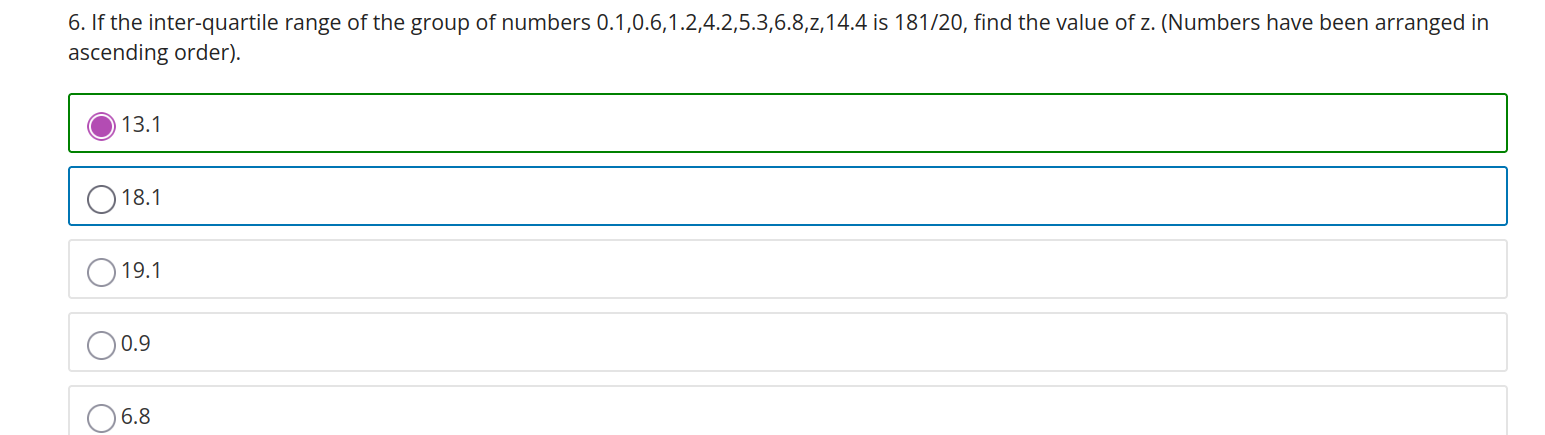 6. If the inter-quartile range of the group of numbers 0.1,0.6,1.2,4.2,5.3,6.8,z,14.4 is 181/20, find the value of z. (Numbers have been arranged in
ascending order).
13.1
18.1
19.1
0.9
6.8